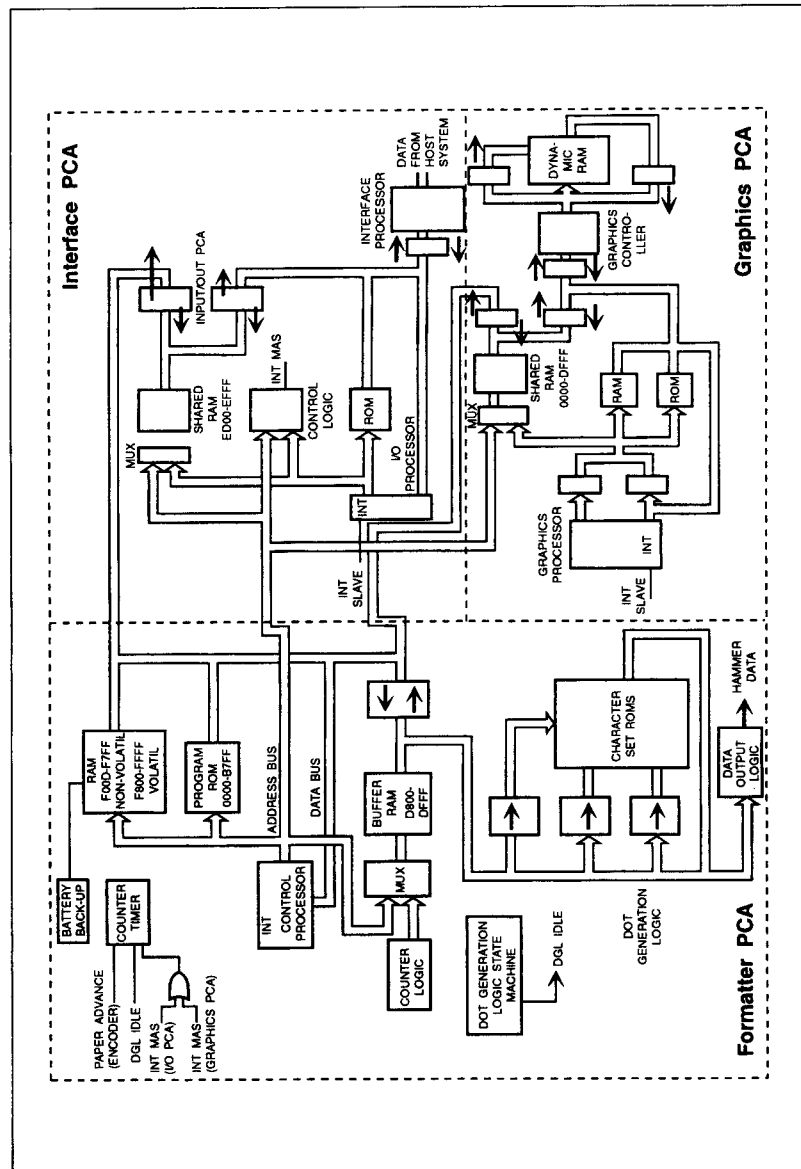 Interface PCA
INPUT/OUT PCA
DATA
FROM
HOST
SYSTEM
INTERFACE
PROCESSOR
SHARED
RAM
ED00-EFFF
MUX
INT MAS
CONTROL
LOGIC
ROM
I/O
PROCESSOR
INT
INT
SLAVE
Graphics PCA
DYNA-
MIC
RAM
GRAPHICS
CONTRO-
LLER
SHARED
RAM
0000-DFFF
MUX
RAM
ROM
GRAPHICS
PROCESSOR
INT
INT
SLAVE
Formatter PCA
BATTERY
BACK-UP
RAM
F00D-F7FF
NON-VOLATIL
F800-FFFF
VOLATIL
PROGRAM
ROM
0000-B7FF
COUNTER
TIMER
PAPER ADVANCE
(ENCODER)
DGL IDLE
INT MAS
(I/O PCA)
INT MAS
(GRAPHICS PCA)
ADDRESS BUS
DATA BUS
INT
CONTROL
PROCESSOR
BUFFER
RAM
D800-
DFFF
MUX
COUNTER
LOGIC
DOT GENERATION
LOGIC STATE
MACHINE
DGL IDLE
CHARACTER
SET ROMS
DOT
GENERATION
LOGIC
DATA
OUTPUT
LOGIC
HAMMER
DATA